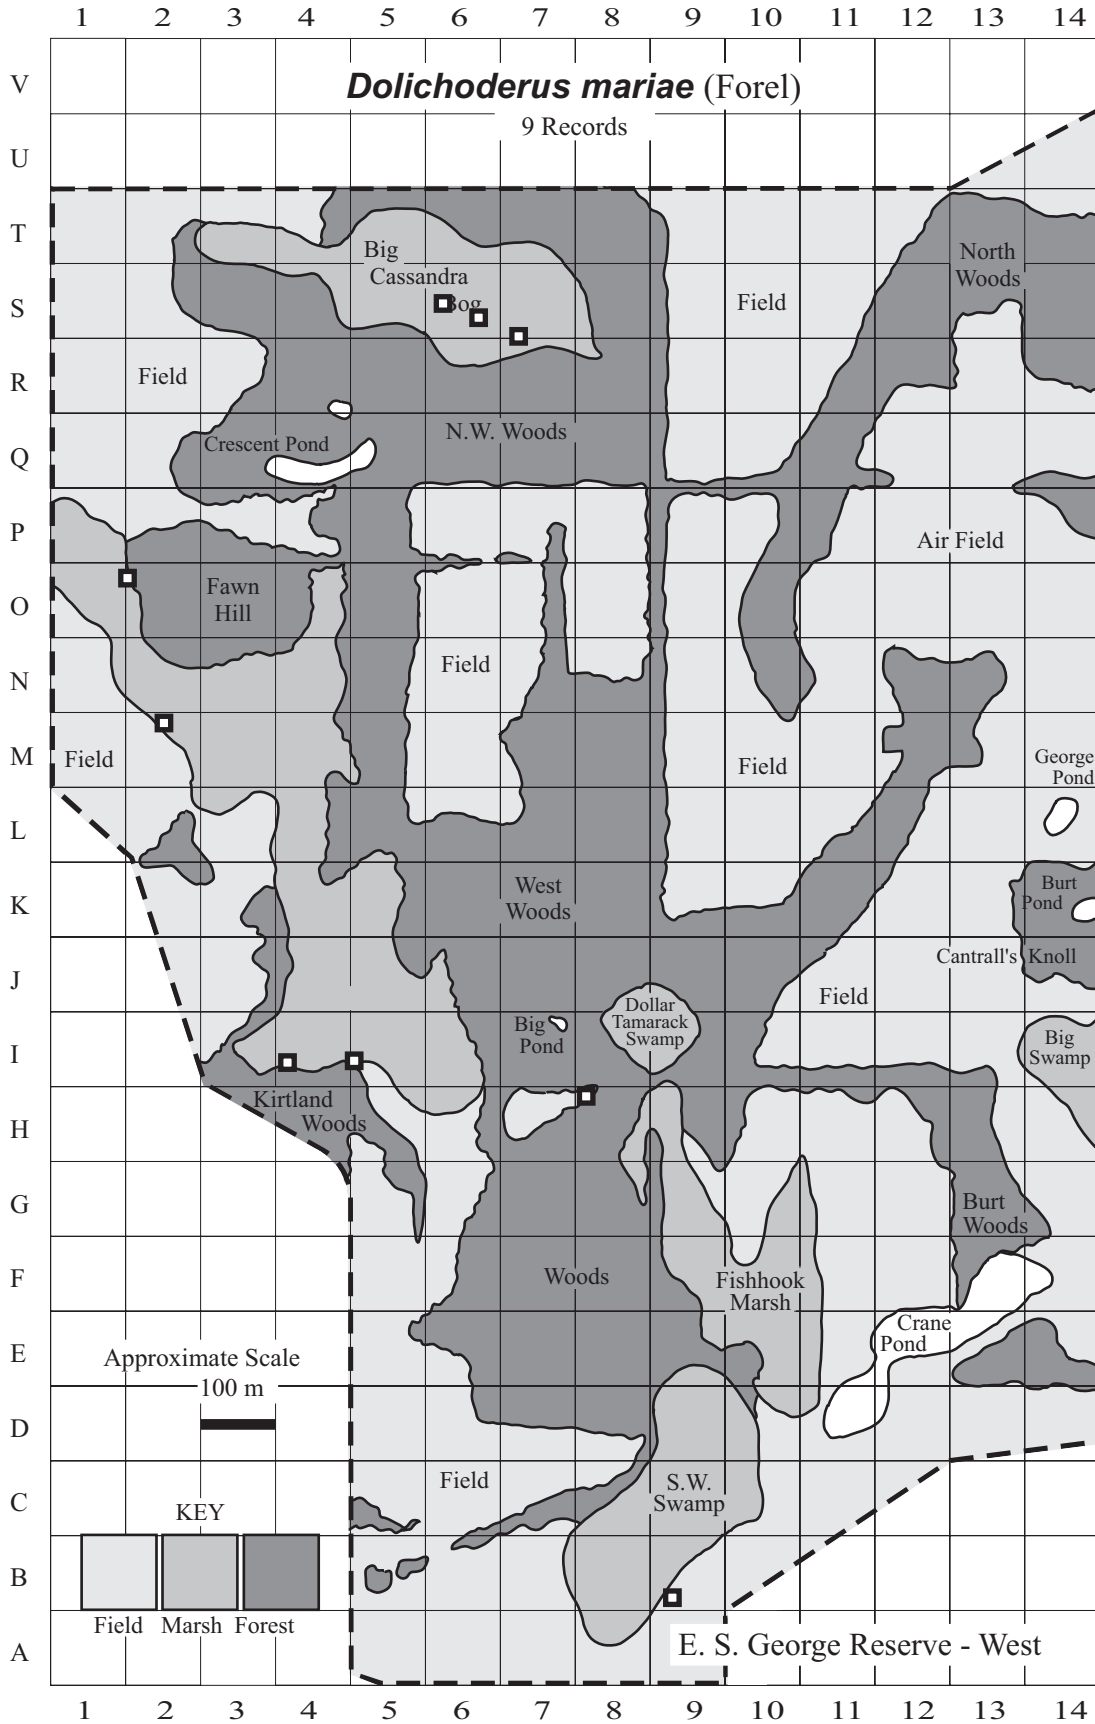 1 2 3 4 5 6 7 8 9 10 11 12 13 14
V
Dolichoderus mariae (Forel)
9 Records
U
T
Big
Cassandra
Bog
North
Woods
S
Field
R
Field
N.W. Woods
Crescent Pond
Q
P
Air Field
Fawn
Hill
O
Field
N
M
Field
Field
George
Pond
L
West
Woods
Burt
Pond
K
Cantrall's Knoll
J
Field
Dollar
Tamarack
Swamp
Big
Pond
Big
Swamp
I
Kirtland
Woods
H
G
Burt
Woods
F
Woods
Fishhook
Marsh
Crane
Pond
E
Approximate Scale
100 m
D
Field
S.W.
Swamp
C
KEY
B
Field Marsh Forest
A
E. S. George Reserve - West
1 2 3 4 5 6 7 8 9 10 11 12 13 14